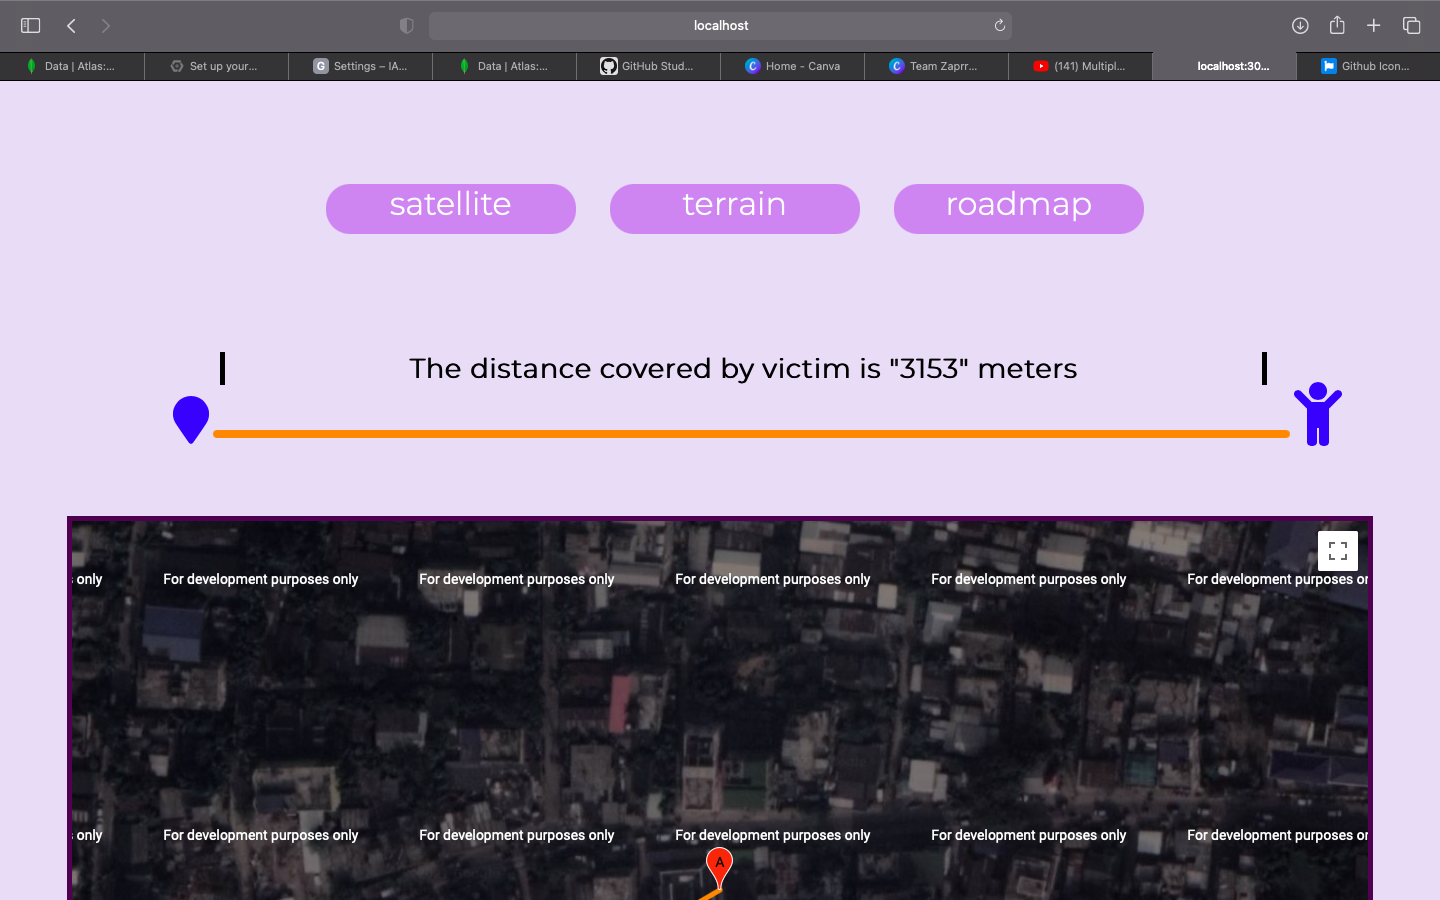 localhost
Data | Atlas:...
Set up your...
G Settings – IA...
Data | Atlas:...
GitHub Stud...
Home - Canva
Team Zaprr...
(141) Multipl...
localhost:30...
Github Icon...
satellite
terrain
roadmap
The distance covered by victim is "3153" meters
s only
For development purposes only
For development purposes only
For development purposes only
For development purposes only
For development purposes or
s only
For development purposes only
For development purposes only
For development purposes only
For development purposes only
For development purposes or
A